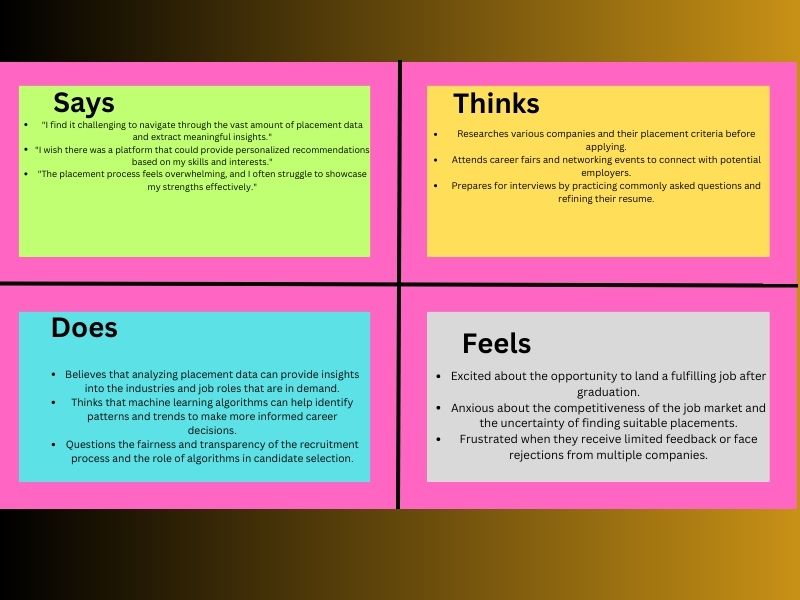 Says
• "I find it challenging to navigate through the vast amount of placement data
and extract meaningful insights."
• "I wish there was a platform that could provide personalized recommendations
based on my skills and interests."
• "The placement process feels overwhelming, and I often struggle to showcase
my strengths effectively."
Thinks
• Researches various companies and their placement criteria before
applying.
• Attends career fairs and networking events to connect with potential
employers.
• Prepares for interviews by practicing commonly asked questions and
refining their resume.
Does
• Believes that analyzing placement data can provide insights
into the industries and job roles that are in demand.
• Thinks that machine learning algorithms can help identify
patterns and trends to make more informed career
decisions.
• Questions the fairness and transparency of the recruitment
process and the role of algorithms in candidate selection.
Feels
• Excited about the opportunity to land a fulfilling job after
graduation.
• Anxious about the competitiveness of the job market and
the uncertainty of finding suitable placements.
• Frustrated when they receive limited feedback or face
rejections from multiple companies.